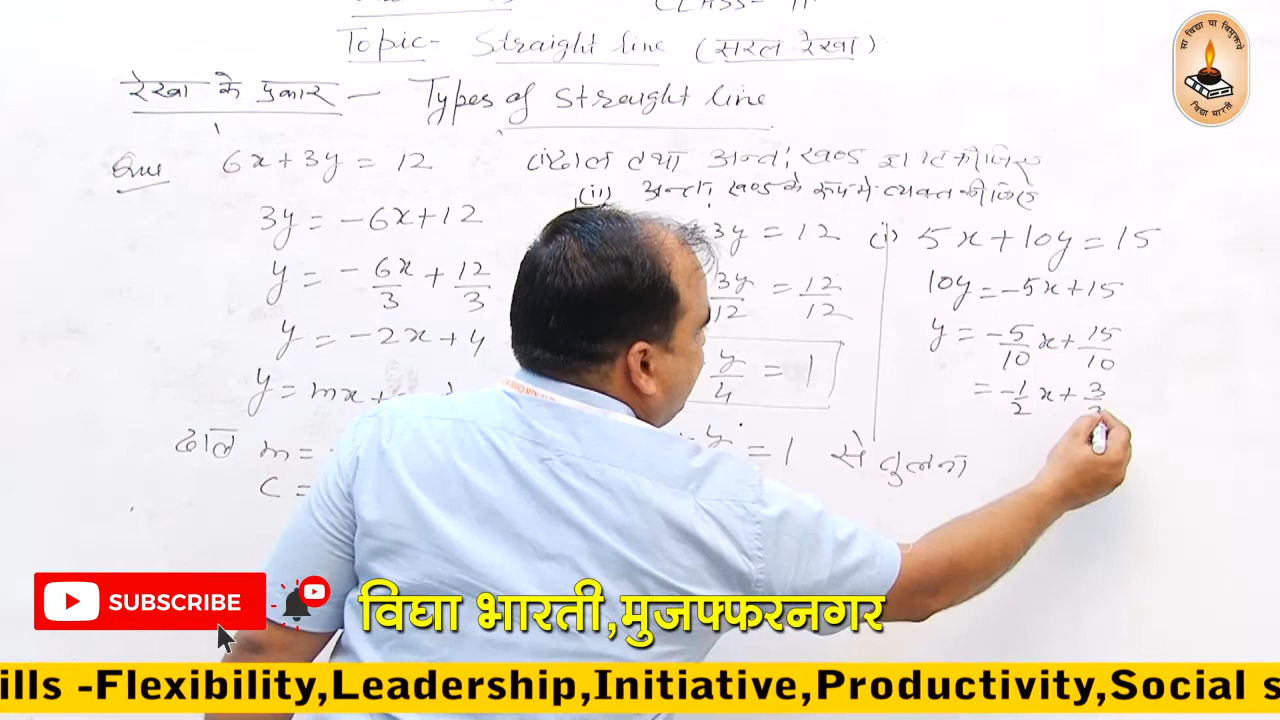 CLASS- 11
Topic- Straight line (सरल रेखा)
रेखा के प्रकार - Types of straight line
6x+3y = 12 ढाल तथा अन्तः खण्ड ज्ञात कीजिए
(ii) अन्तः खण्ड के रूप में व्यक्त कीजिए
3y = -6x+12
y = - 6x/3 + 12/3
y = -2x+4
y = mx+
ढाल m =
c =
3y = 12
3y/12 = 12/12
y/4 = 1
y = 1 से तुलना
(i) 5x+10y=15
10y = -5x+15
y = -5/10 x + 15/10
= -1/2 x + 3
सा विद्या या विमुक्तये
विद्या भारती
SUBSCRIBE
विघा भारती,मुजफ्फरनगर
ills -Flexibility,Leadership,Initiative,Productivity,Social s